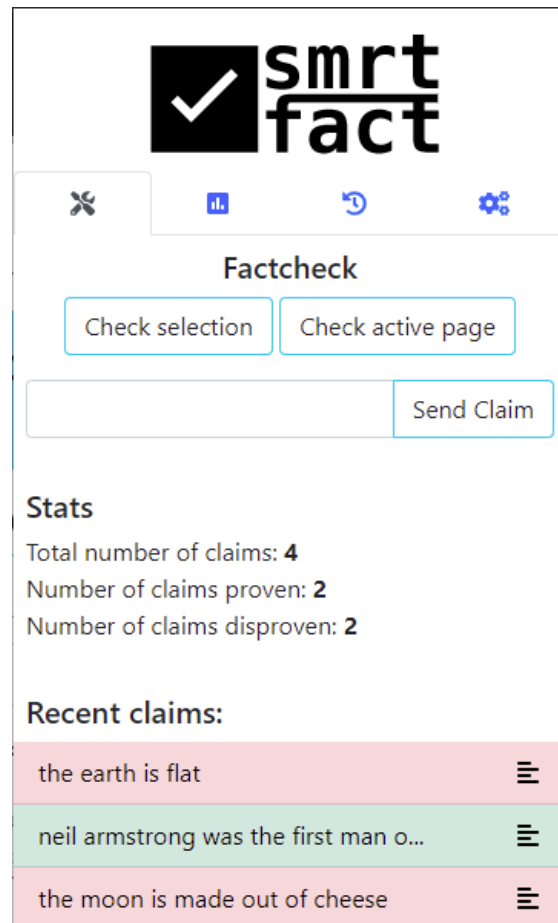 smrt
fact
Factcheck
Check selection Check active page
Send Claim
Stats
Total number of claims: 4
Number of claims proven: 2
Number of claims disproven: 2
Recent claims:
the earth is flat
neil armstrong was the first man o...
the moon is made out of cheese